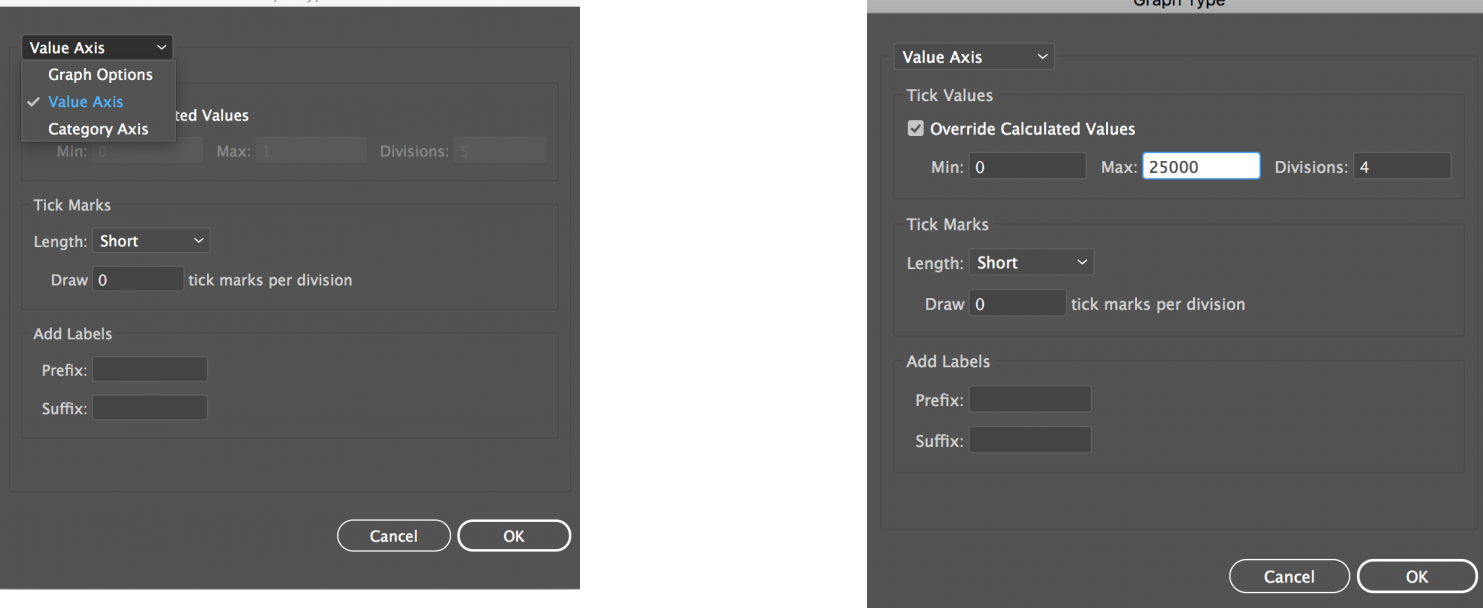 Value Axis
Graph Options
Value Axis
Category Axis
ted Values
Min: 0 Max: 1 Divisions: 5
Tick Marks
Length: Short
Draw 0 tick marks per division
Add Labels
Prefix:
Suffix:
Cancel OK
Graph Type
Value Axis
Tick Values
Override Calculated Values
Min: 0 Max: 25000 Divisions: 4
Tick Marks
Length: Short
Draw 0 tick marks per division
Add Labels
Prefix:
Suffix:
Cancel OK